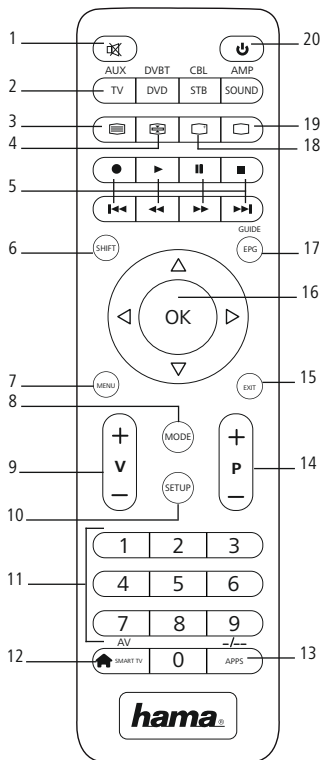 1
20
AUX DVBT CBL AMP
2 TV DVD STB SOUND
3
19
4
18
5
GUIDE
6 SHIFT EPG 17
16
OK
7 MENU EXIT 15
8
MODE
+ +
9 V P 14
– –
10 SETUP
1 2 3
11
4 5 6
7 8 9
AV -/--
12 SMART TV 0 APPS 13
hama®